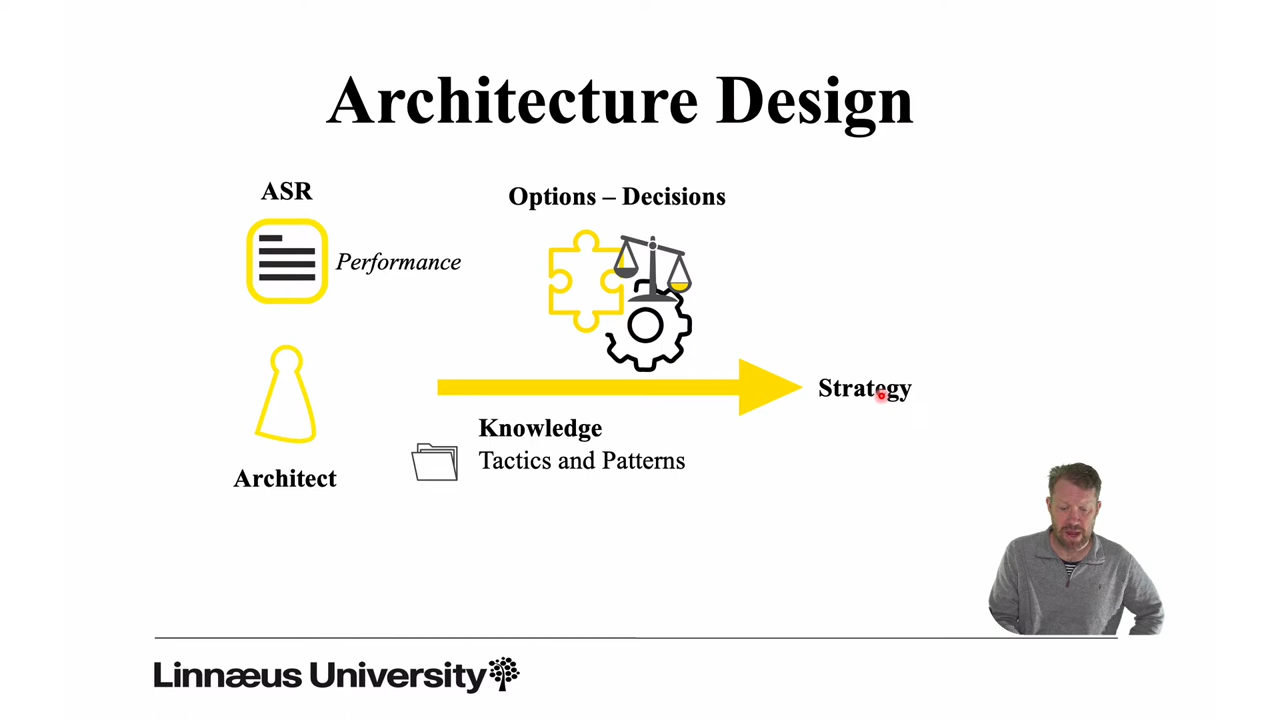 Architecture Design
ASR
Performance
Options – Decisions
Strategy
Knowledge
Tactics and Patterns
Architect
Linnæus University